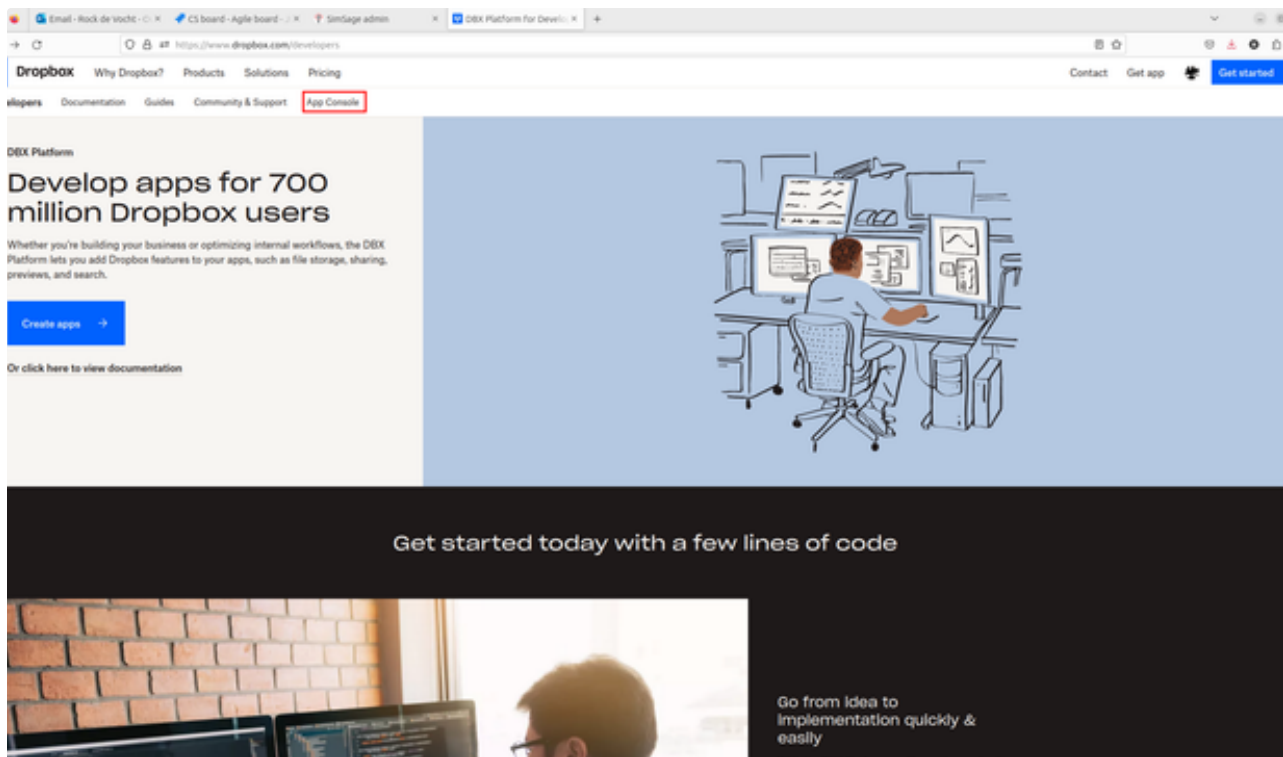 Email - Rock de Vocht - O
CS board - Agile board - J
SimSage admin
DBX Platform for Develo
https://www.dropbox.com/developers
Dropbox Why Dropbox? Products Solutions Pricing Contact Get app Get started
elopers Documentation Guides Community & Support App Console
DBX Platform
Develop apps for 700
million Dropbox users
Whether you're building your business or optimizing internal workflows, the DBX
Platform lets you add Dropbox features to your apps, such as file storage, sharing,
previews, and search.
Create apps →
Or click here to view documentation
Get started today with a few lines of code
Go from idea to
implementation quickly &
easily